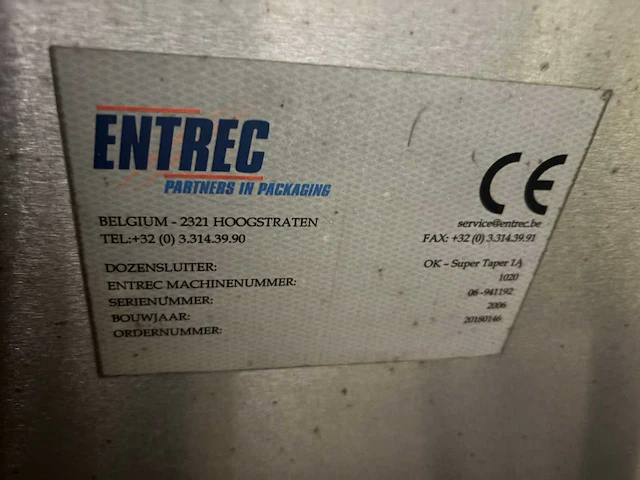 ENTREC
PARTNERS IN PACKAGING
CE
BELGIUM - 2321 HOOGSTRATEN service@entrec.be
TEL:+32 (0) 3.314.39.90 FAX: +32 (0) 3.314.39.91
DOZENSLUITER: OK - Super Taper 1A
ENTREC MACHINENUMMER: 1020
SERIENUMMER: 06-941192
BOUWJAAR: 2006
ORDERNUMMER: 20180146